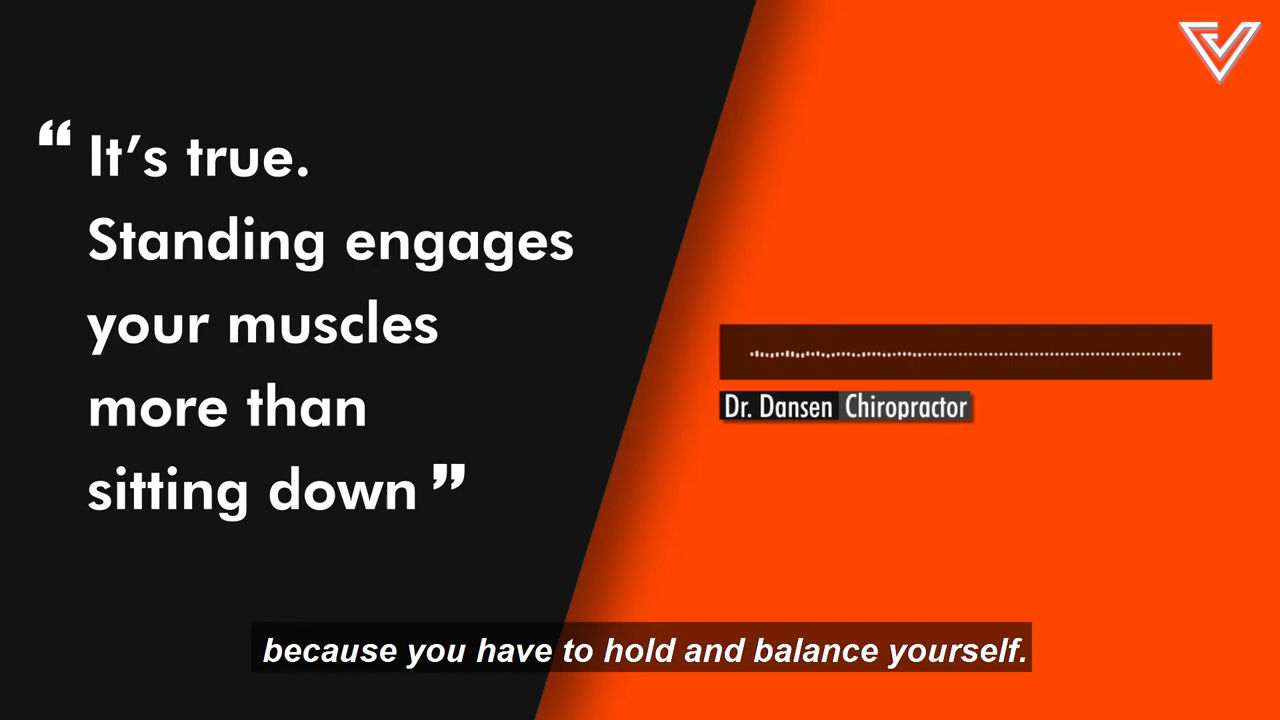 “ It’s true.
Standing engages
your muscles
more than
sitting down ”
Dr. Dansen Chiropractor
because you have to hold and balance yourself.